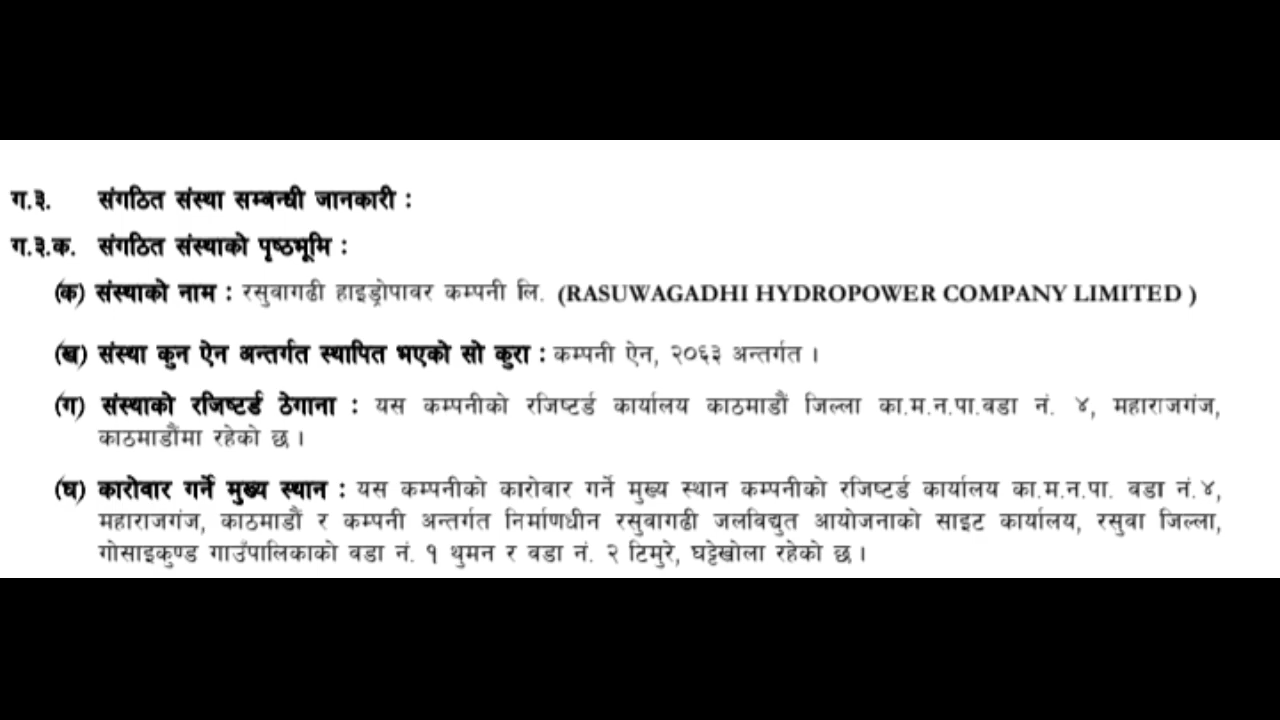 ग.३. संगठित संस्था सम्बन्धी जानकारी :
ग.३.क. संगठित संस्थाको पृष्ठभूमि :
(क) संस्थाको नाम : रसुवागढी हाइड्रोपावर कम्पनी लि. (RASUWAGADHI HYDROPOWER COMPANY LIMITED )
(ख) संस्था कुन ऐन अन्तर्गत स्थापित भएको सो कुरा : कम्पनी ऐन, २०६३ अन्तर्गत ।
(ग) संस्थाको रजिष्टर्ड ठेगाना : यस कम्पनीको रजिष्टर्ड कार्यालय काठमाडौं जिल्ला का.म.न.पा.वडा नं. ४, महाराजगंज,
काठमाडौंमा रहेको छ ।
(घ) कारोवार गर्ने मुख्य स्थान : यस कम्पनीको कारोवार गर्ने मुख्य स्थान कम्पनीको रजिष्टर्ड कार्यालय का.म.न.पा. वडा नं.४,
महाराजगंज, काठमाडौं र कम्पनी अन्तर्गत निर्माणधीन रसुवागढी जलविद्युत आयोजनाको साइट कार्यालय, रसुवा जिल्ला,
गोसाइकुण्ड गाउँपालिकाको वडा नं. १ थुमन र वडा नं. २ टिमुरे, घट्टेखोला रहेको छ ।